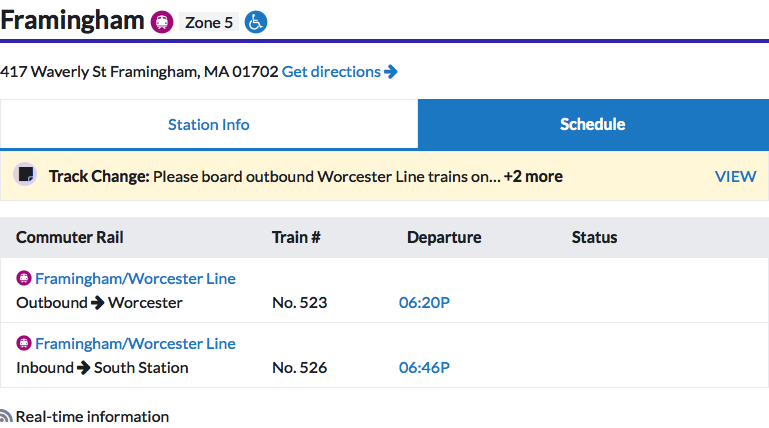 Framingham Zone 5
417 Waverly St Framingham, MA 01702 Get directions
Station Info Schedule
Track Change: Please board outbound Worcester Line trains on... +2 more VIEW
Commuter Rail Train # Departure Status
Framingham/Worcester Line
Outbound → Worcester No. 523 06:20P
Framingham/Worcester Line
Inbound → South Station No. 526 06:46P
Real-time information